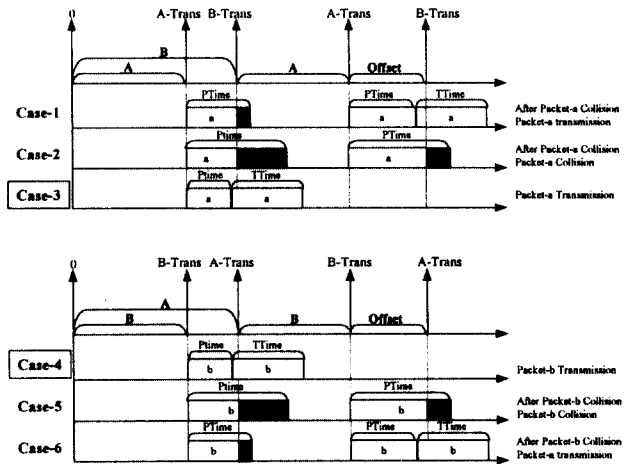 0 A-Trans B-Trans A-Trans B-Trans
B
A A Offset
PTime PTime TTime
Case-1 a a a After Packet-a Collision
Packet-a transmission
Ptime PTime
Case-2 a a After Packet-a Collision
Packet-a Collision
Ptime TTime
Case-3 a a Packet-a Transmission
0 B-Trans A-Trans B-Trans A-Trans
A
B B Offset
Ptime TTime
Case-4 b b Packet-b Transmission
Ptime PTime
Case-5 b b After Packet-b Collision
Packet-b Collision
PTime PTime TTime
Case-6 b b b After Packet-b Collision
Packet-a transmission